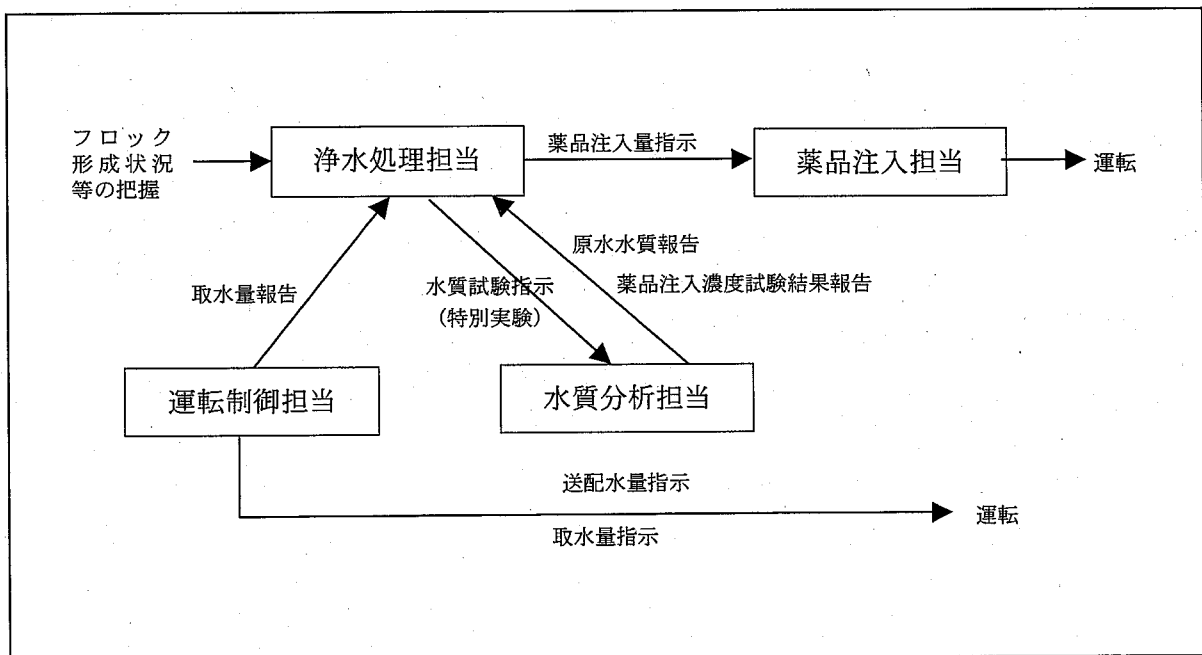 フロック
形成状況
等の把握
浄水処理担当
薬品注入量指示
薬品注入担当
運転
原水水質報告
取水量報告
水質試験指示
(特別実験)
薬品注入濃度試験結果報告
運転制御担当
水質分析担当
送配水量指示
運転
取水量指示